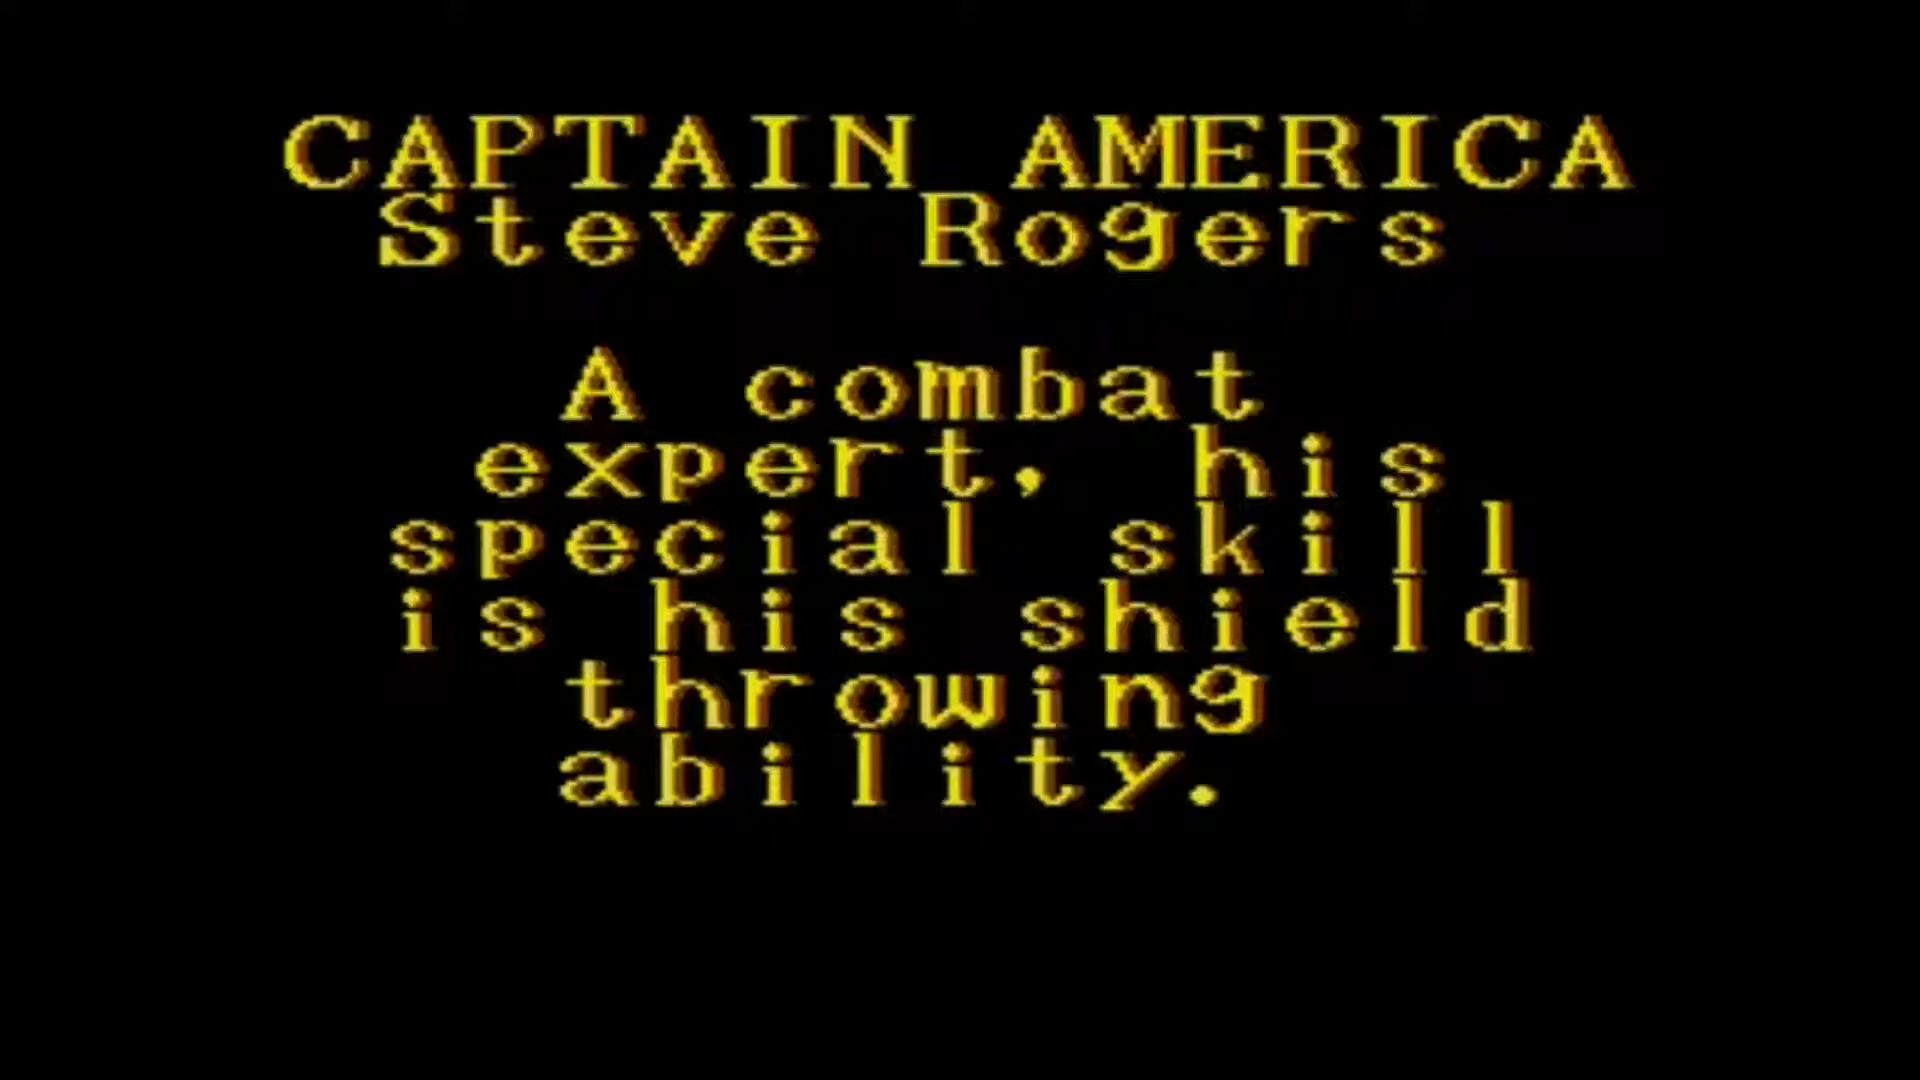 CAPTAIN AMERICA
Steve Rogers
A combat
expert, his
special skill
is his shield
throwing
ability.